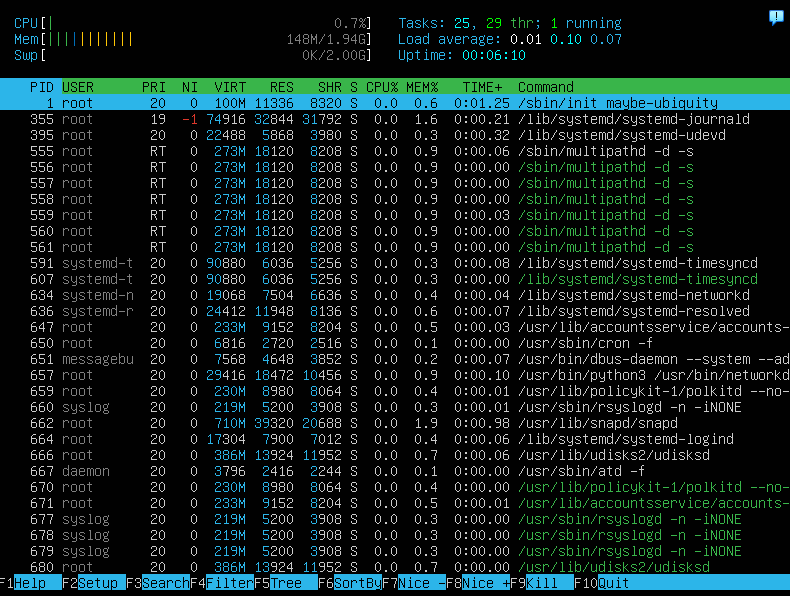 CPU[| 0.7%] Tasks: 25, 29 thr; 1 running
Mem[||||||||||| 148M/1.94G] Load average: 0.01 0.10 0.07
Swp[ 0K/2.00G] Uptime: 00:06:10
PID USER PRI NI VIRT RES SHR S CPU% MEM% TIME+ Command
1 root 20 0 100M 11336 8320 S 0.0 0.6 0:01.25 /sbin/init maybe-ubiquity
355 root 19 -1 74916 32844 31792 S 0.0 1.6 0:00.21 /lib/systemd/systemd-journald
395 root 20 0 22488 5868 3980 S 0.0 0.3 0:00.32 /lib/systemd/systemd-udevd
555 root RT 0 273M 18120 8208 S 0.0 0.9 0:00.06 /sbin/multipathd -d -s
556 root RT 0 273M 18120 8208 S 0.0 0.9 0:00.00 /sbin/multipathd -d -s
557 root RT 0 273M 18120 8208 S 0.0 0.9 0:00.00 /sbin/multipathd -d -s
558 root RT 0 273M 18120 8208 S 0.0 0.9 0:00.00 /sbin/multipathd -d -s
559 root RT 0 273M 18120 8208 S 0.0 0.9 0:00.03 /sbin/multipathd -d -s
560 root RT 0 273M 18120 8208 S 0.0 0.9 0:00.00 /sbin/multipathd -d -s
561 root RT 0 273M 18120 8208 S 0.0 0.9 0:00.00 /sbin/multipathd -d -s
591 systemd-t 20 0 90880 6036 5256 S 0.0 0.3 0:00.08 /lib/systemd/systemd-timesyncd
607 systemd-t 20 0 90880 6036 5256 S 0.0 0.3 0:00.00 /lib/systemd/systemd-timesyncd
634 systemd-n 20 0 19068 7504 6636 S 0.0 0.4 0:00.04 /lib/systemd/systemd-networkd
636 systemd-r 20 0 24412 11948 8136 S 0.0 0.6 0:00.07 /lib/systemd/systemd-resolved
647 root 20 0 233M 9152 8204 S 0.0 0.5 0:00.03 /usr/lib/accountsservice/accounts-
650 root 20 0 6816 2720 2516 S 0.0 0.1 0:00.00 /usr/sbin/cron -f
651 messagebu 20 0 7568 4648 3852 S 0.0 0.2 0:00.07 /usr/bin/dbus-daemon --system --ad
657 root 20 0 29416 18472 10456 S 0.0 0.9 0:00.10 /usr/bin/python3 /usr/bin/networkd
659 root 20 0 230M 8980 8064 S 0.0 0.4 0:00.01 /usr/lib/policykit-1/polkitd --no-
660 syslog 20 0 219M 5200 3908 S 0.0 0.3 0:00.01 /usr/sbin/rsyslogd -n -iNONE
662 root 20 0 710M 39320 20688 S 0.0 1.9 0:00.98 /usr/lib/snapd/snapd
664 root 20 0 17304 7900 7012 S 0.0 0.4 0:00.06 /lib/systemd/systemd-logind
666 root 20 0 386M 13924 11952 S 0.0 0.7 0:00.06 /usr/lib/udisks2/udisksd
667 daemon 20 0 3796 2416 2244 S 0.0 0.1 0:00.00 /usr/sbin/atd -f
670 root 20 0 230M 8980 8064 S 0.0 0.4 0:00.00 /usr/lib/policykit-1/polkitd --no-
671 root 20 0 233M 9152 8204 S 0.0 0.5 0:00.01 /usr/lib/accountsservice/accounts-
677 syslog 20 0 219M 5200 3908 S 0.0 0.3 0:00.00 /usr/sbin/rsyslogd -n -iNONE
678 syslog 20 0 219M 5200 3908 S 0.0 0.3 0:00.00 /usr/sbin/rsyslogd -n -iNONE
679 syslog 20 0 219M 5200 3908 S 0.0 0.3 0:00.00 /usr/sbin/rsyslogd -n -iNONE
680 root 20 0 386M 13924 11952 S 0.0 0.7 0:00.00 /usr/lib/udisks2/udisksd
F1Help F2Setup F3SearchF4FilterF5Tree F6SortByF7Nice -F8Nice +F9Kill F10Quit